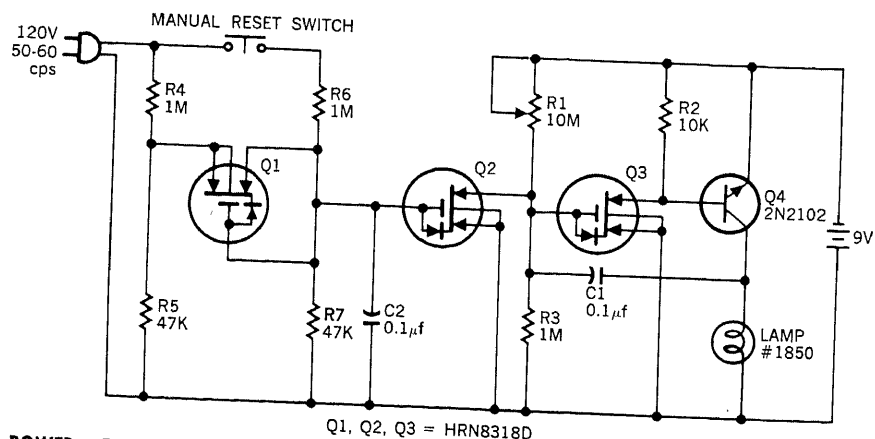 MANUAL RESET SWITCH
120V
50-60
cps
R4
1M
R6
1M
R1
10M
R2
10K
Q1
Q2
Q3
Q4
2N2102
9V
R5
47K
R7
47K
C2
0.1μf
C1
0.1μf
R3
1M
LAMP
#1850
Q1, Q2, Q3 = HRN8318D